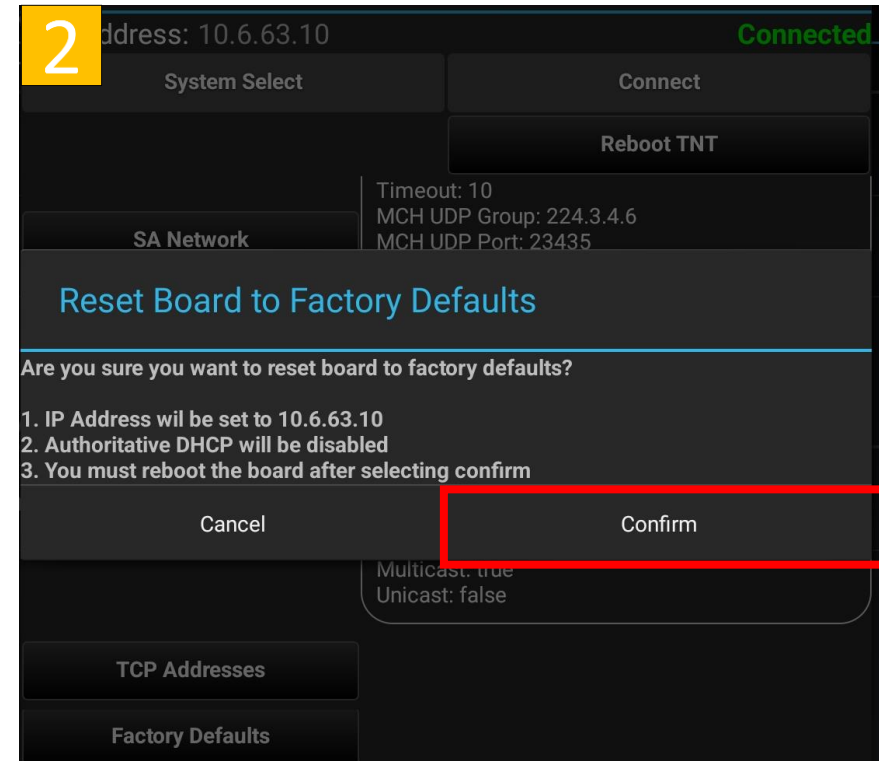 2
ddress: 10.6.63.10 Connected
System Select Connect
Reboot TNT
Timeout: 10
MCH UDP Group: 224.3.4.6
SA Network MCH UDP Port: 23435
Reset Board to Factory Defaults
Are you sure you want to reset board to factory defaults?
1. IP Address wil be set to 10.6.63.10
2. Authoritative DHCP will be disabled
3. You must reboot the board after selecting confirm
Cancel Confirm
Multicast: true
Unicast: false
TCP Addresses
Factory Defaults